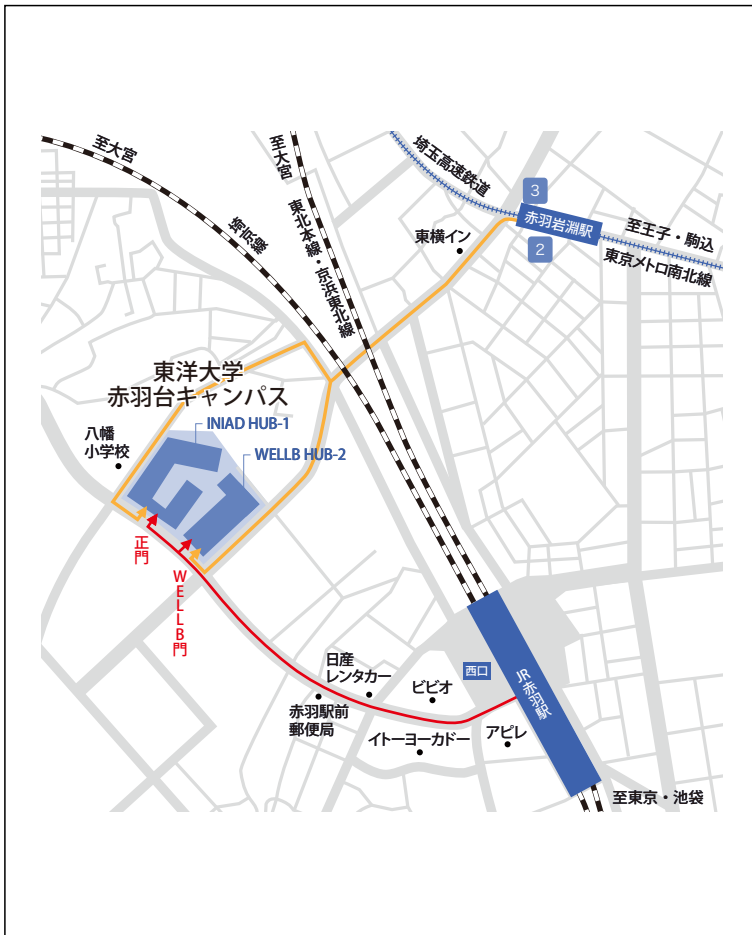 至大宮
至大宮
埼京線
東北本線・京浜東北線
埼玉高速鉄道
3
赤羽岩淵駅
2
至王子・駒込
東京メトロ南北線
東横イン
東洋大学
赤羽台キャンパス
INIAD HUB-1
WELLB HUB-2
八幡
小学校
正門
WELLB門
日産
レンタカー
ビビオ
西口
JR赤羽駅
赤羽駅前
郵便局
イトーヨーカドー
アピレ
至東京・池袋